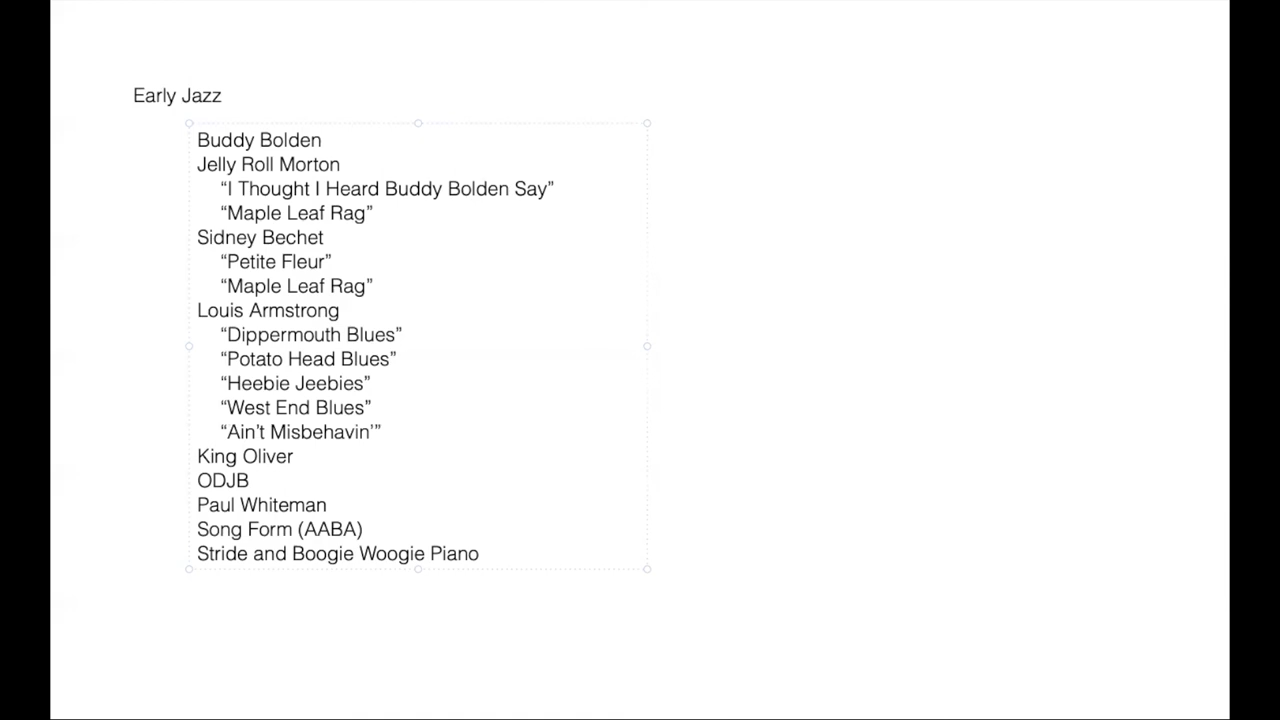 Early Jazz
Buddy Bolden
Jelly Roll Morton
“I Thought I Heard Buddy Bolden Say”
“Maple Leaf Rag”
Sidney Bechet
“Petite Fleur”
“Maple Leaf Rag”
Louis Armstrong
“Dippermouth Blues”
“Potato Head Blues”
“Heebie Jeebies”
“West End Blues”
“Ain’t Misbehavin’”
King Oliver
ODJB
Paul Whiteman
Song Form (AABA)
Stride and Boogie Woogie Piano